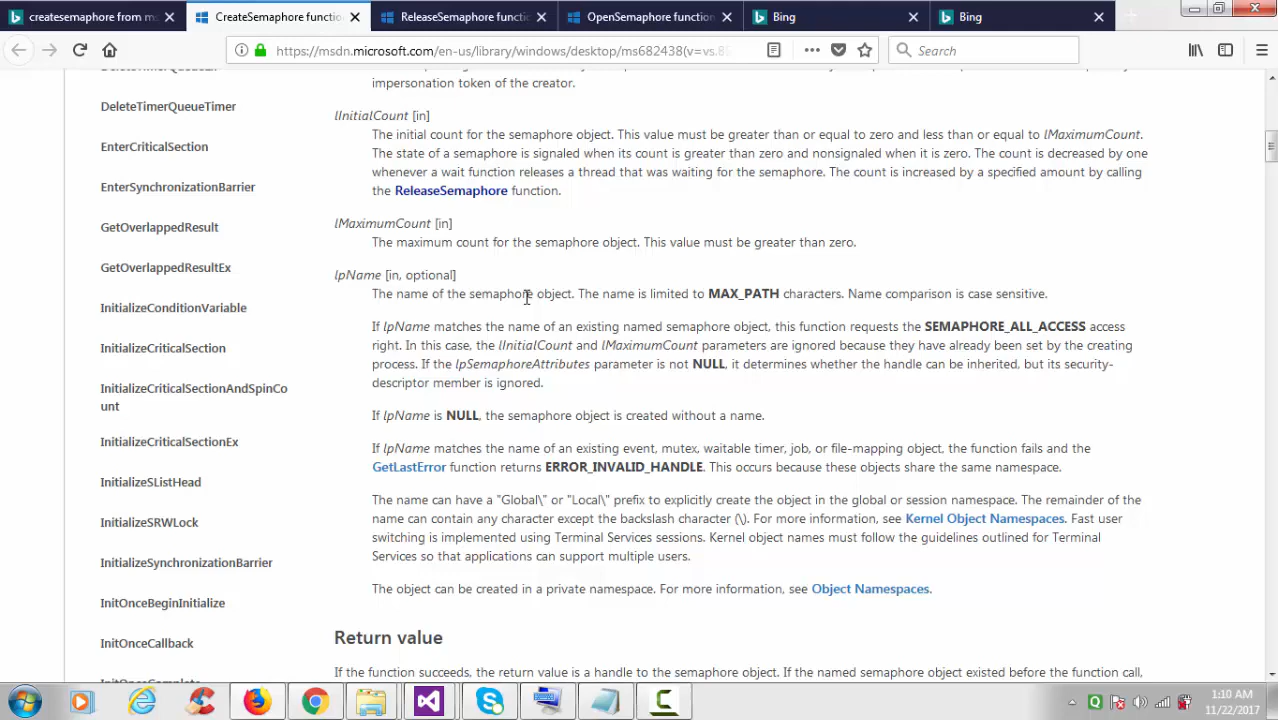 createsemaphore from m
CreateSemaphore functio
ReleaseSemaphore functio
OpenSemaphore function
Bing
Bing
https://msdn.microsoft.com/en-us/library/windows/desktop/ms682438(v=vs.85
Search
DeleteTimerQueueTimer
EnterCriticalSection
EnterSynchronizationBarrier
GetOverlappedResult
GetOverlappedResultEx
InitializeConditionVariable
InitializeCriticalSection
InitializeCriticalSectionAndSpinCo
unt
InitializeCriticalSectionEx
InitializeSListHead
InitializeSRWLock
InitializeSynchronizationBarrier
InitOnceBeginInitialize
InitOnceCallback
impersonation token of the creator.
lInitialCount [in]
The initial count for the semaphore object. This value must be greater than or equal to zero and less than or equal to lMaximumCount.
The state of a semaphore is signaled when its count is greater than zero and nonsignaled when it is zero. The count is decreased by one
whenever a wait function releases a thread that was waiting for the semaphore. The count is increased by a specified amount by calling
the ReleaseSemaphore function.
lMaximumCount [in]
The maximum count for the semaphore object. This value must be greater than zero.
lpName [in, optional]
The name of the semaphore object. The name is limited to MAX_PATH characters. Name comparison is case sensitive.
If lpName matches the name of an existing named semaphore object, this function requests the SEMAPHORE_ALL_ACCESS access
right. In this case, the lInitialCount and lMaximumCount parameters are ignored because they have already been set by the creating
process. If the lpSemaphoreAttributes parameter is not NULL, it determines whether the handle can be inherited, but its security-
descriptor member is ignored.
If lpName is NULL, the semaphore object is created without a name.
If lpName matches the name of an existing event, mutex, waitable timer, job, or file-mapping object, the function fails and the
GetLastError function returns ERROR_INVALID_HANDLE. This occurs because these objects share the same namespace.
The name can have a "Global\" or "Local\" prefix to explicitly create the object in the global or session namespace. The remainder of the
name can contain any character except the backslash character (\). For more information, see Kernel Object Namespaces. Fast user
switching is implemented using Terminal Services sessions. Kernel object names must follow the guidelines outlined for Terminal
Services so that applications can support multiple users.
The object can be created in a private namespace. For more information, see Object Namespaces.
Return value
If the function succeeds, the return value is a handle to the semaphore object. If the named semaphore object existed before the function call,
1:10 AM
11/22/2017